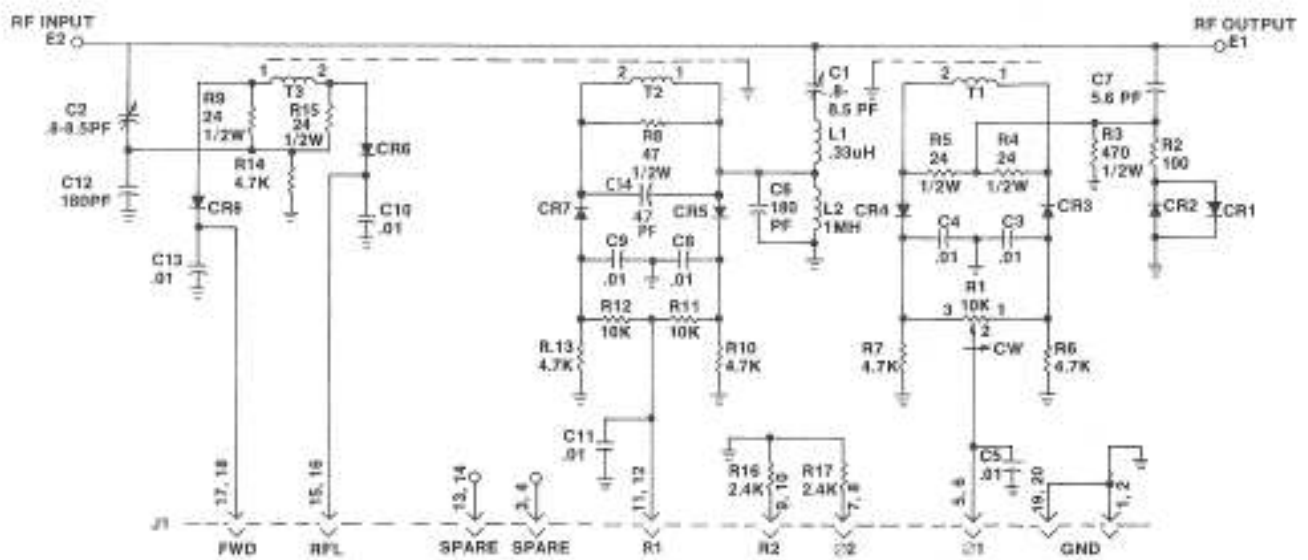 RF INPUT
E2
RF OUTPUT
E1
C2
.8-8.5PF
C12
180PF
R9
24
1/2W
1
2
T3
R15
24
1/2W
R14
4.7K
CR6
CR8
C10
.01
C13
.01
2
1
T2
R8
47
1/2W
C14
47
PF
CR7
CR5
C9
.01
C8
.01
R12
10K
R11
10K
R.13
4.7K
R10
4.7K
C11
.01
C1
.8-
8.5 PF
L1
.33uH
C6
180
PF
L2
1MH
2
1
T1
R5
24
1/2W
R4
24
1/2W
R3
470
1/2W
C7
5.6 PF
R2
100
CR4
CR3
CR2
CR1
C4
.01
C3
.01
R1
10K
3
1
2
CW
R7
4.7K
R6
4.7K
R16
2.4K
R17
2.4K
C5
.01
17, 18
15, 16
13, 14
11, 12
9, 10
7, 8
5, 6
19, 20
1, 2
J1
FWD
RFL
SPARE
SPARE
R1
R2
GND